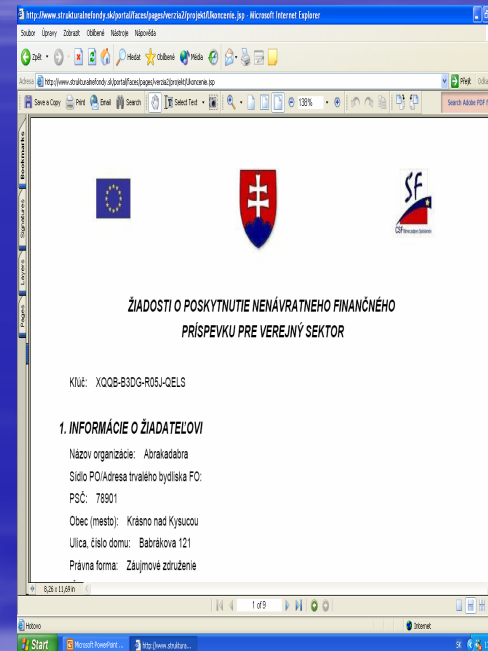 http://www.strukturalnefondy.sk/portal/faces/pages/verzia2/projekt/Ukoncenie.jsp - Microsoft Internet Explorer
Soubor Úpravy Zobrazit Oblíbené Nástroje Nápověda
Zpět Hledat Oblíbené Média
Adresa http://www.strukturalnefondy.sk/portal/faces/pages/verzia2/projekt/Ukoncenie.jsp Přejít
Save a Copy Print Email Search Select Text 138% Search Adobe PDF
Bookmarks
Signatures
Layers
Pages
SF
CSF
ŽIADOSTI O POSKYTNUTIE NENÁVRATNEHO FINANČNÉHO
PRÍSPEVKU PRE VEREJNÝ SEKTOR
Kľúč: XQQB-B3DG-R05J-QELS
1. INFORMÁCIE O ŽIADATEĽOVI
Názov organizácie: Abrakadabra
Sídlo PO/Adresa trvalého bydliska FO:
PSČ: 78901
Obec (mesto): Krásno nad Kysucou
Ulica, číslo domu: Babrákova 121
Právna forma: Záujmové združenie
8,26 x 11,69 in
1 of 9
Hotovo Internet
Start Microsoft PowerPoint ... http://www.struktura... SK